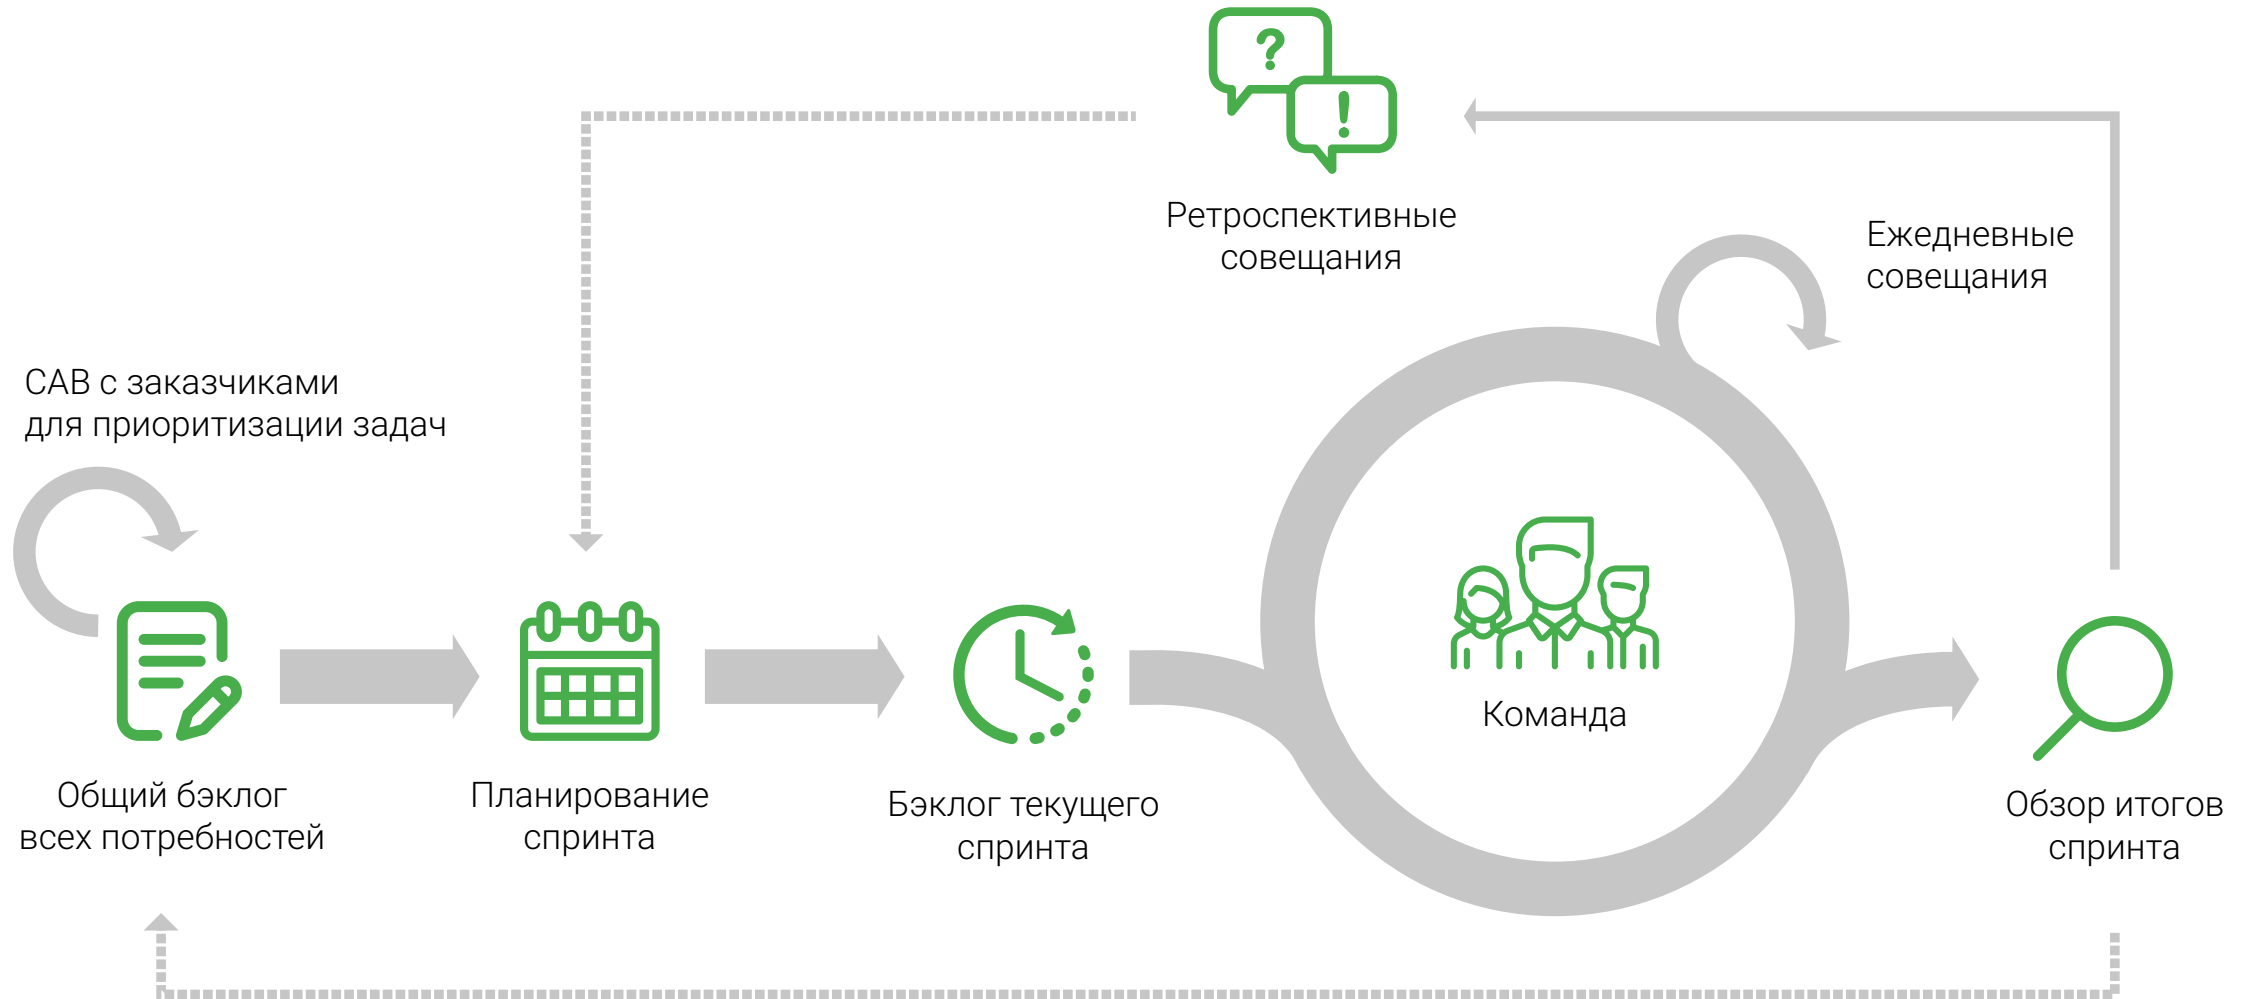 ?
!
Ретроспективные
совещания
Ежедневные
совещания
CAB с заказчиками
для приоритизации задач
Команда
Общий бэклог
всех потребностей
Планирование
спринта
Бэклог текущего
спринта
Обзор итогов
спринта